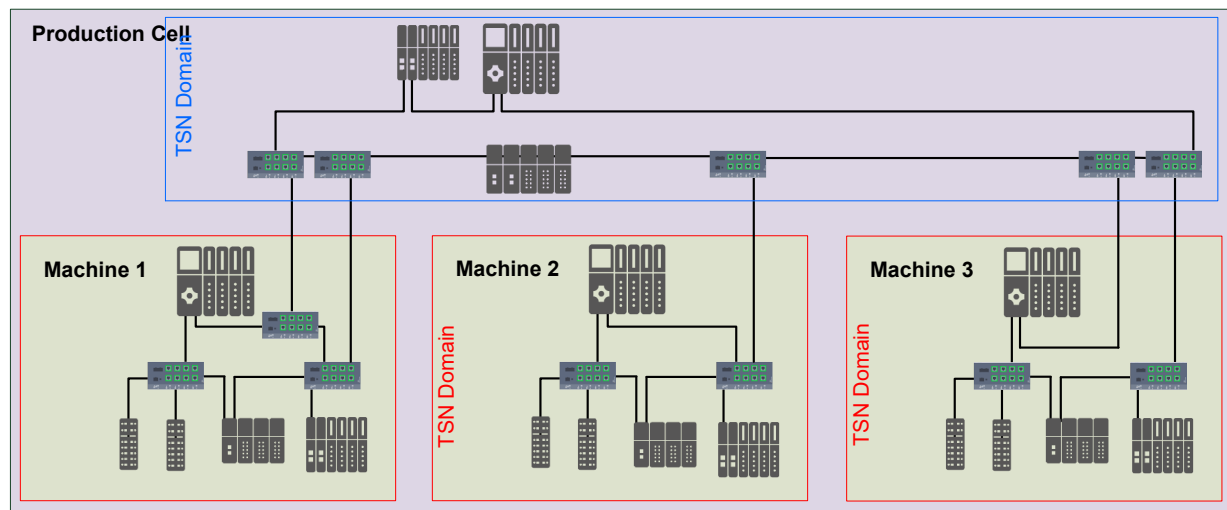 Production Cell
TSN Domain
Machine 1
Machine 2
TSN Domain
Machine 3
TSN Domain